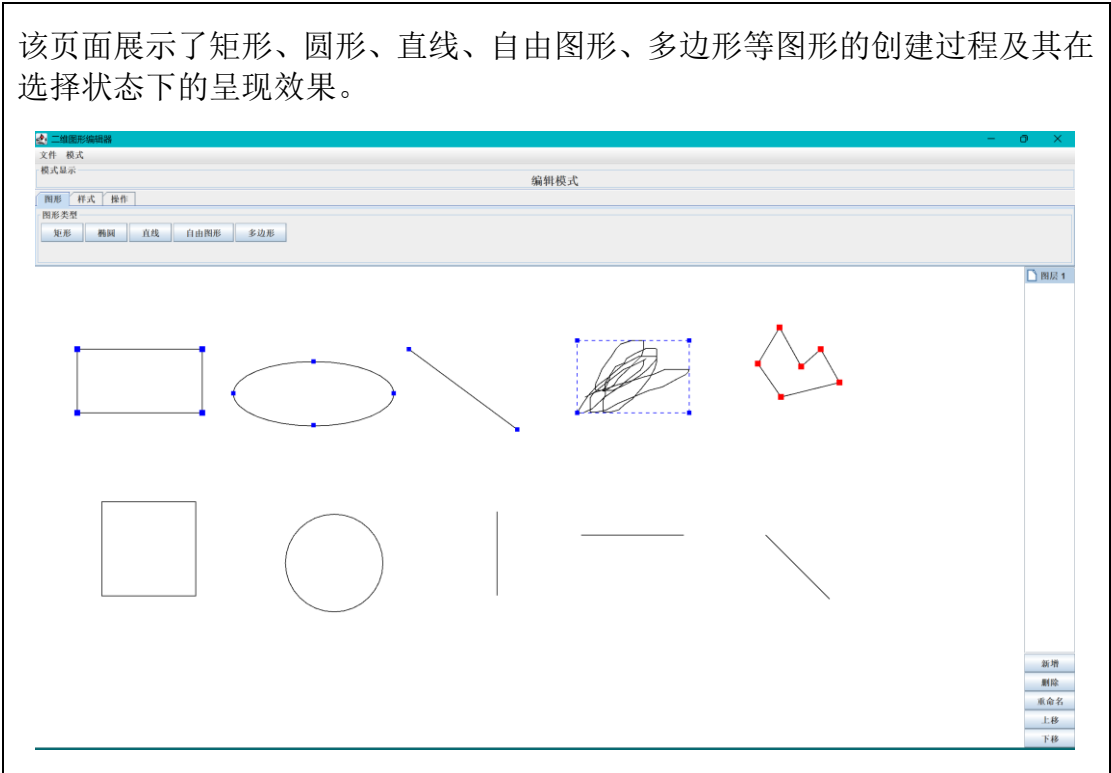 该页面展示了矩形、圆形、直线、自由图形、多边形等图形的创建过程及其在
选择状态下的呈现效果。
二维图形编辑器
文件 模式
模式显示
编辑模式
图形 样式 操作
图形类型
矩形 椭圆 直线 自由图形 多边形
图层 1
新增
删除
重命名
上移
下移